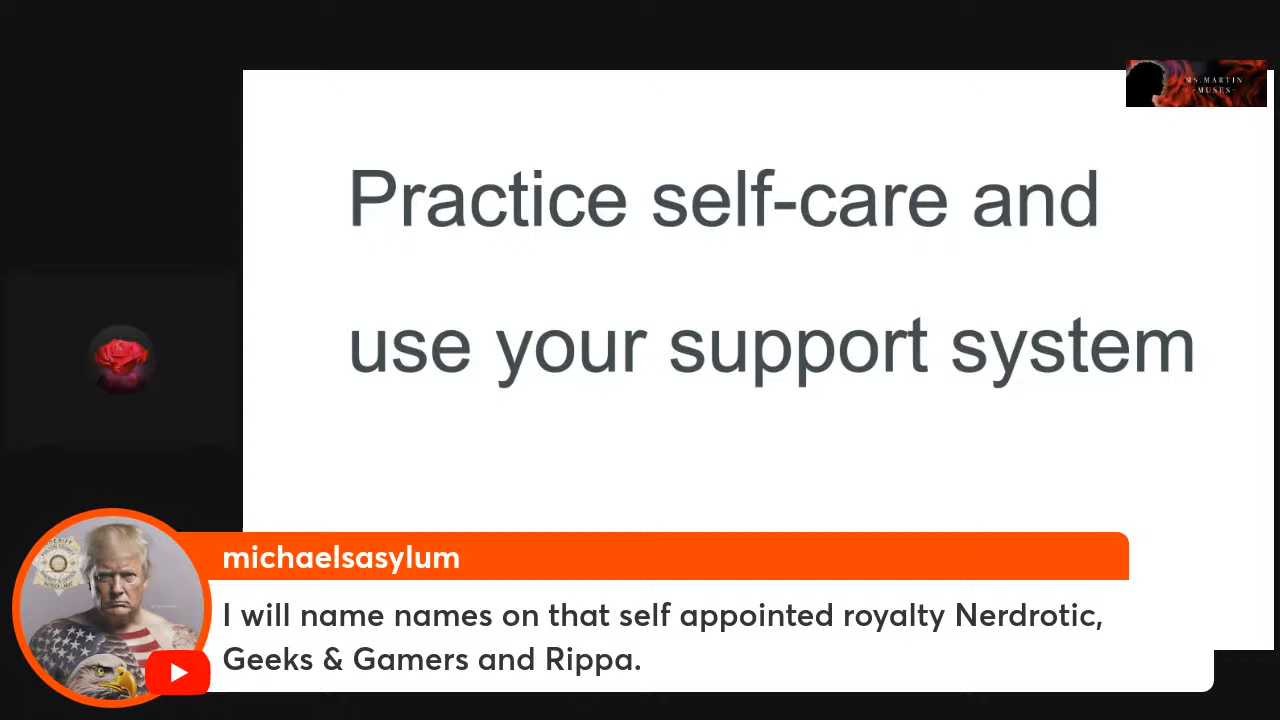 MS. MARTIN
-MUSES-
Practice self-care and
use your support system
michaelsasylum
I will name names on that self appointed royalty Nerdrotic,
Geeks & Gamers and Rippa.